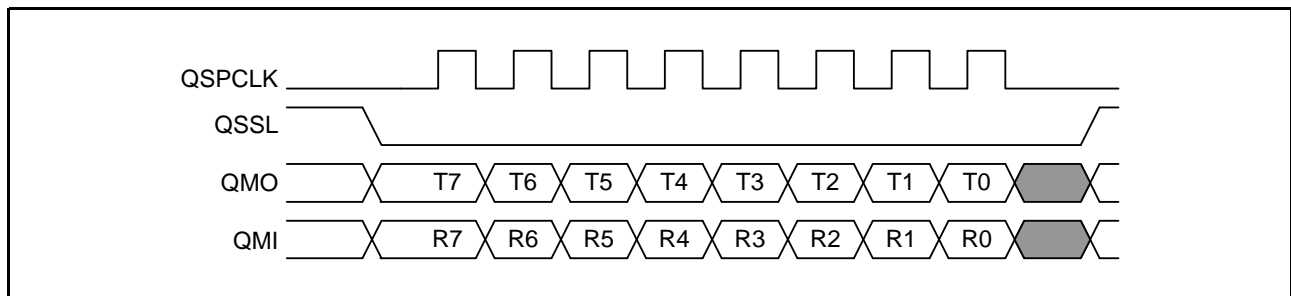 QSPCLK
QSSL
QMO T7 T6 T5 T4 T3 T2 T1 T0
QMI R7 R6 R5 R4 R3 R2 R1 R0